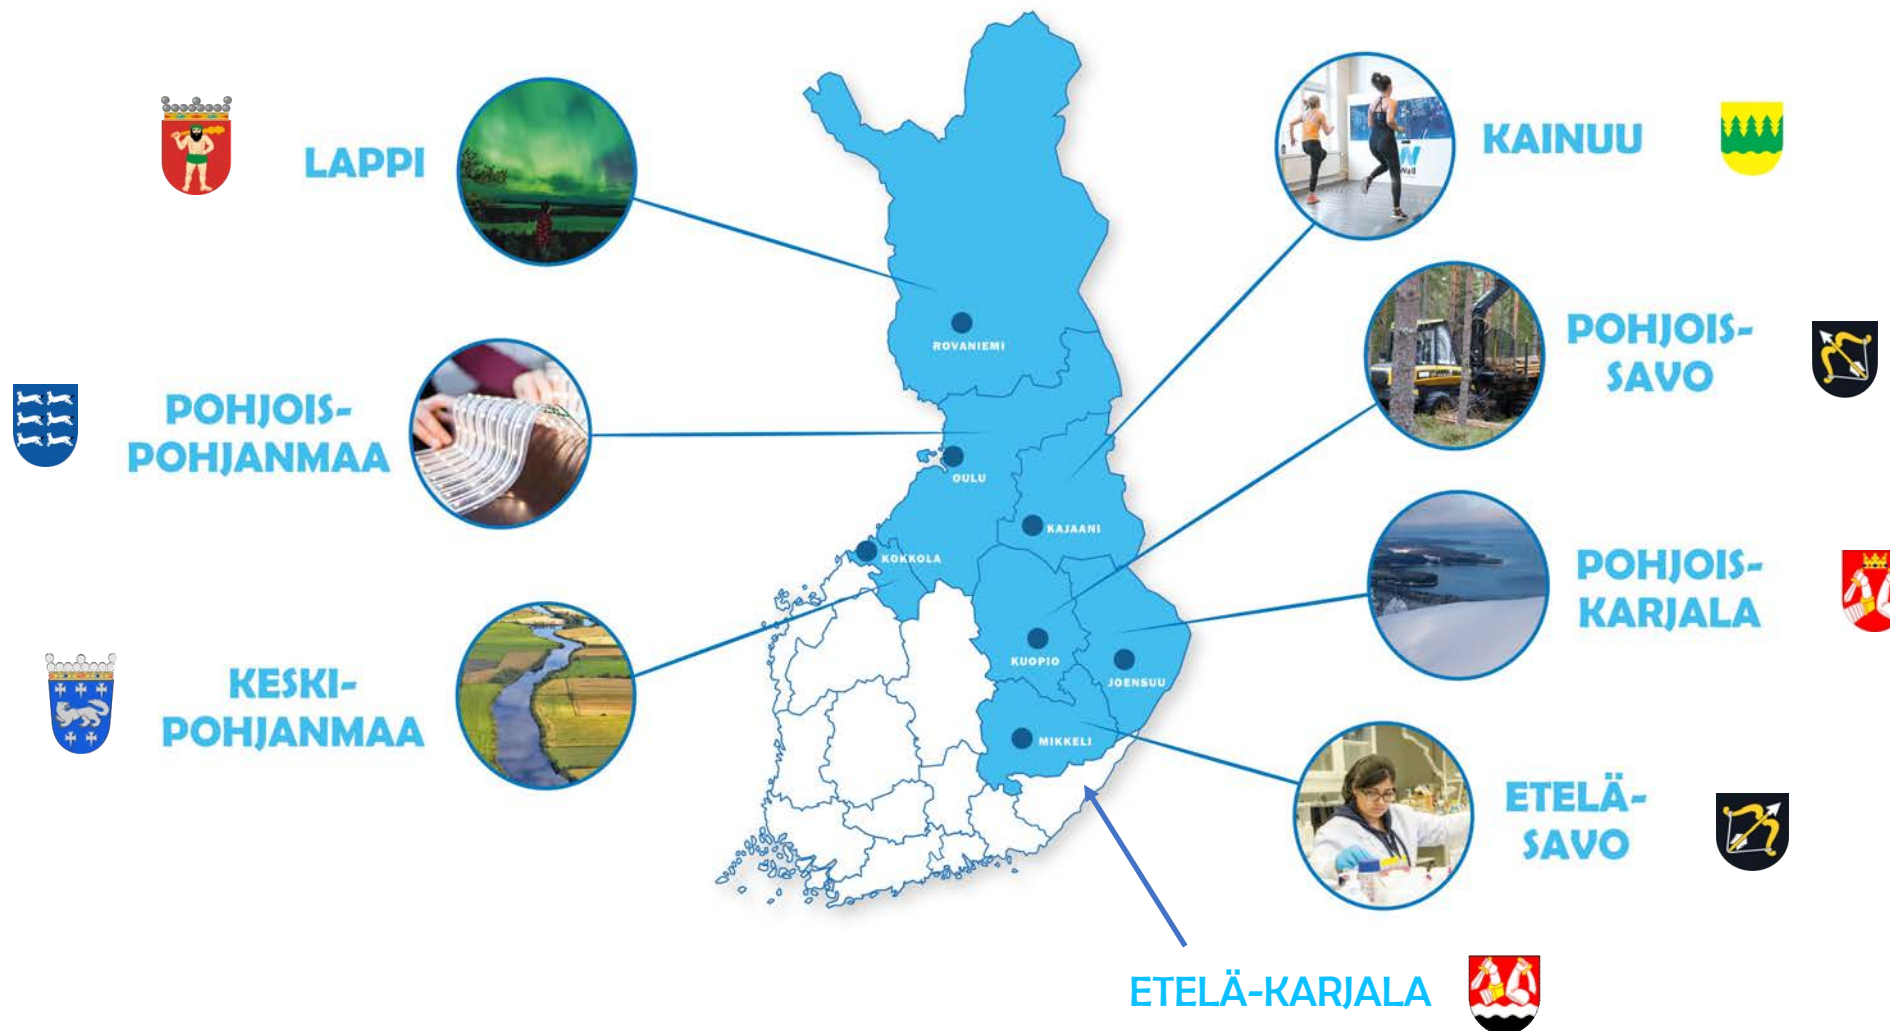 LAPPI
KAINUU
POHJOIS-
SAVO
ROVANIEMI
POHJOIS-
POHJANMAA
OULU
KAJAANI
KOKKOLA
POHJOIS-
KARJALA
KUOPIO
JOENSUU
KESKI-
POHJANMAA
MIKKELI
ETELÄ-
SAVO
ETELÄ-KARJALA